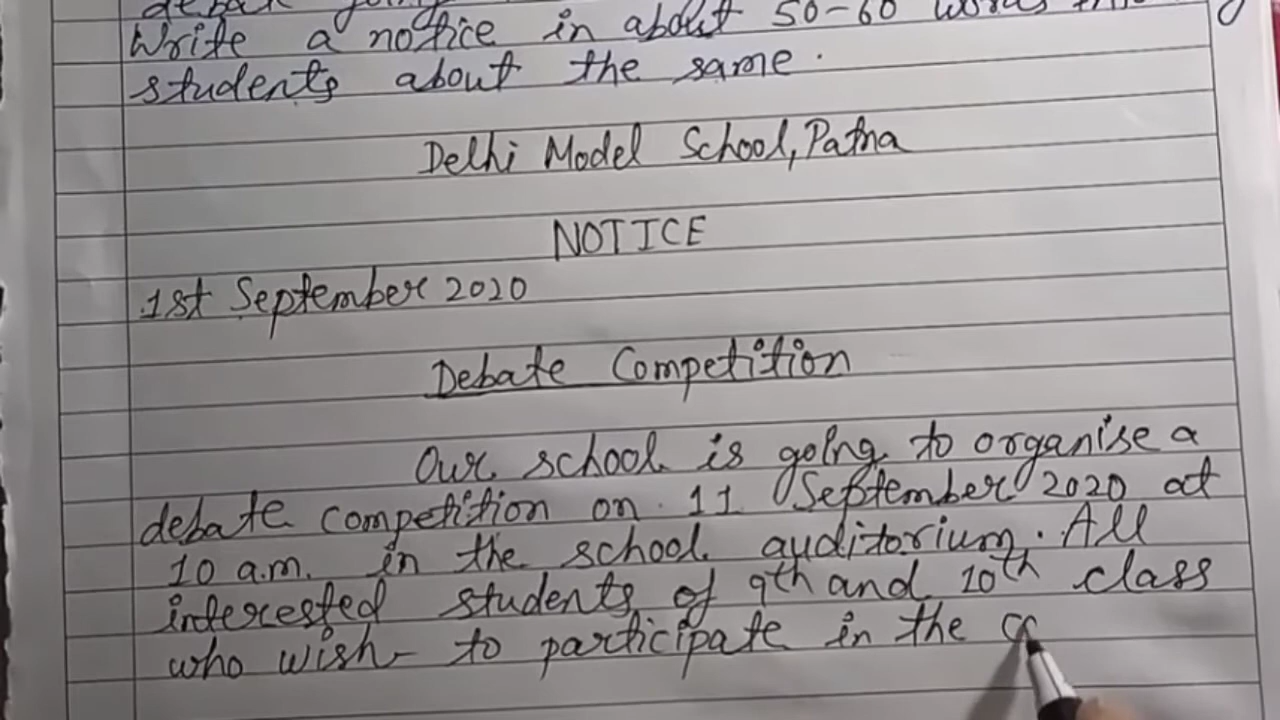 Write a notice in about 50-60 words
students about the same.
Delhi Model School, Patna
NOTICE
1st September 2020
Debate Competition
Our school is going to organise a
debate competition on 11 September 2020 at
10 a.m. in the school auditorium. All
interested students of 9th and 10th class
who wish to participate in the